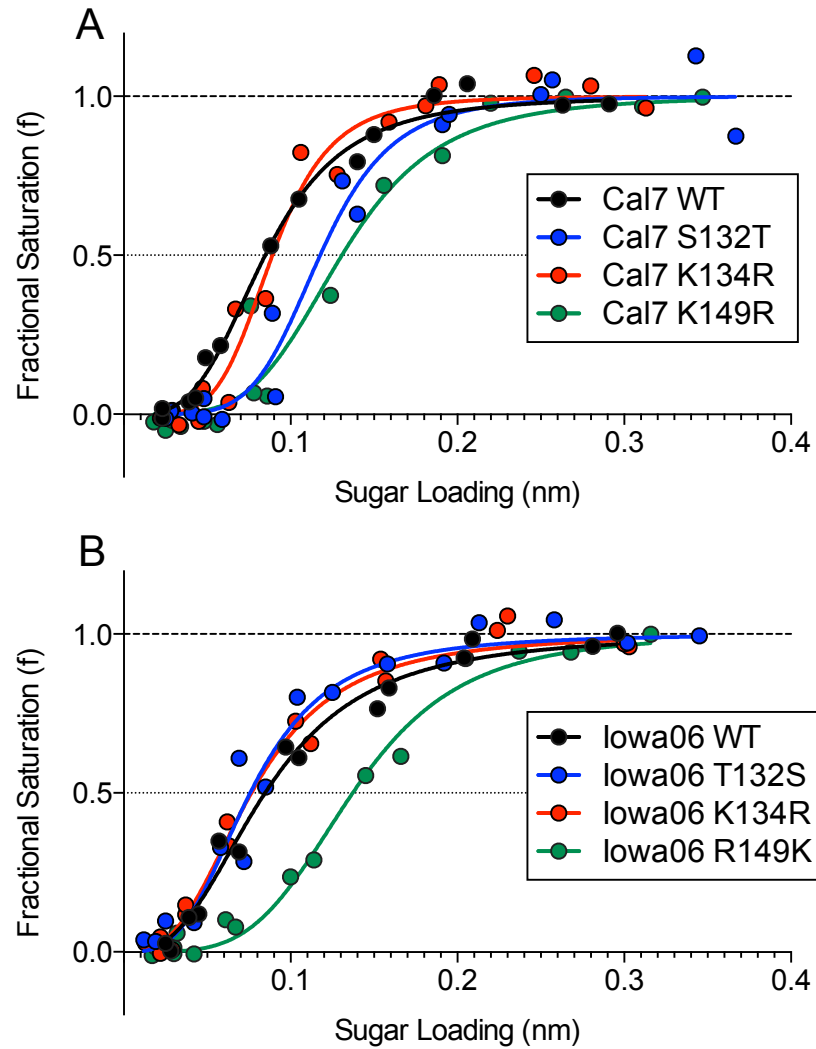 A
Fractional Saturation (f)
1.0
0.5
0.0
0.1
0.2
0.3
0.4
Sugar Loading (nm)
Cal7 WT
Cal7 S132T
Cal7 K134R
Cal7 K149R
B
Fractional Saturation (f)
1.0
0.5
0.0
0.1
0.2
0.3
0.4
Sugar Loading (nm)
Iowa06 WT
Iowa06 T132S
Iowa06 K134R
Iowa06 R149K